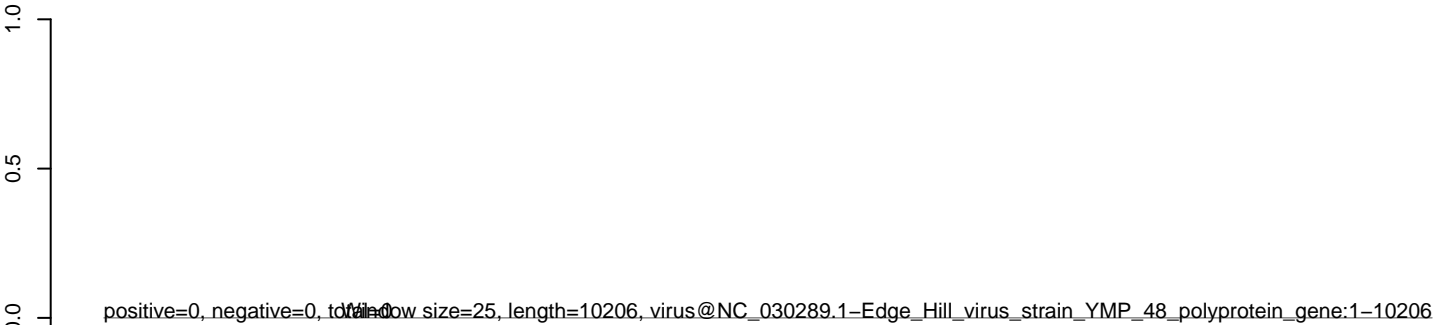 1.0
0.5
0.0
positive=0, negative=0, total=0
Window size=25, length=10206, virus@NC_030289.1−Edge_Hill_virus_strain_YMP_48_polyprotein_gene:1−10206